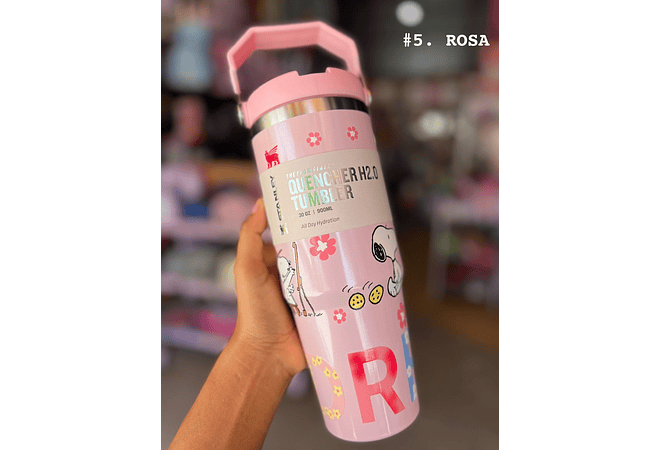 #5. ROSA
STANLEY
QUENCHER H2.0
TUMBLER
30 OZ. | 900ML
All Day Hydration
R